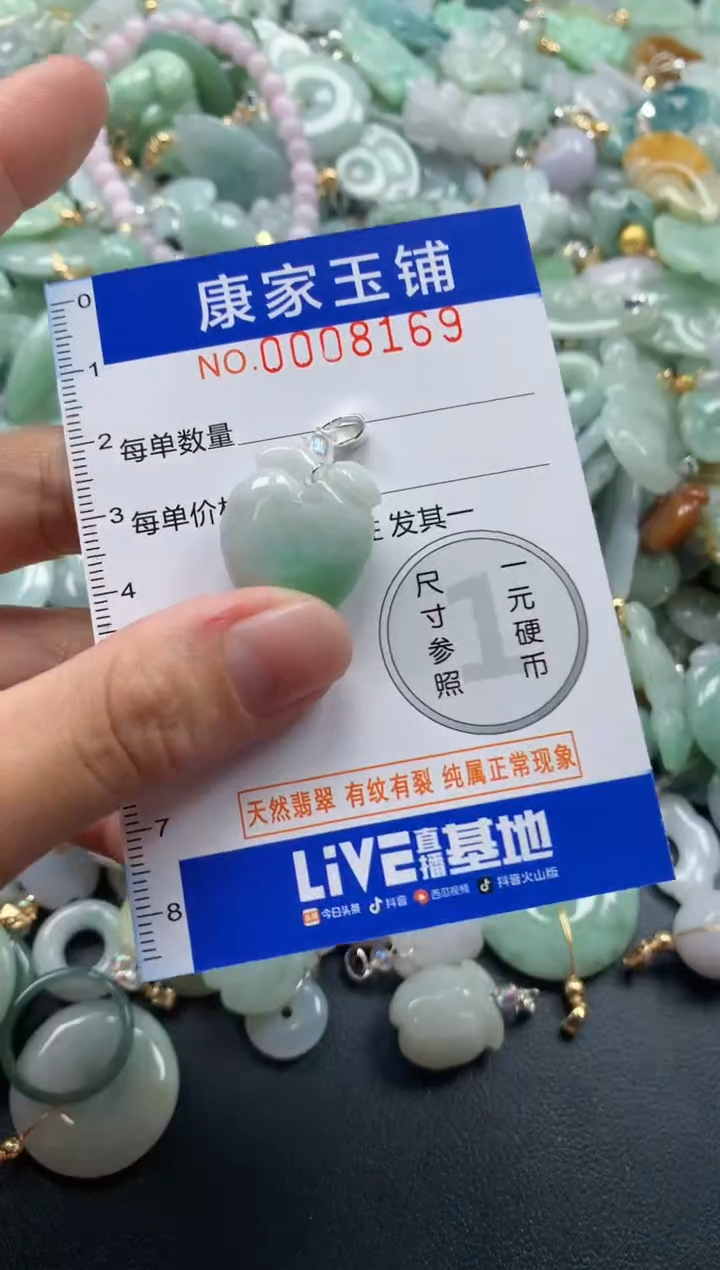 康家玉铺
NO.0008169
0
1
2
3
4
7
8
每单数量
每单价 发其一
尺寸参照
一元硬币
1
天然翡翠 有纹有裂 纯属正常现象
LiVE直播基地
今日头条 抖音 西瓜视频 抖音火山版